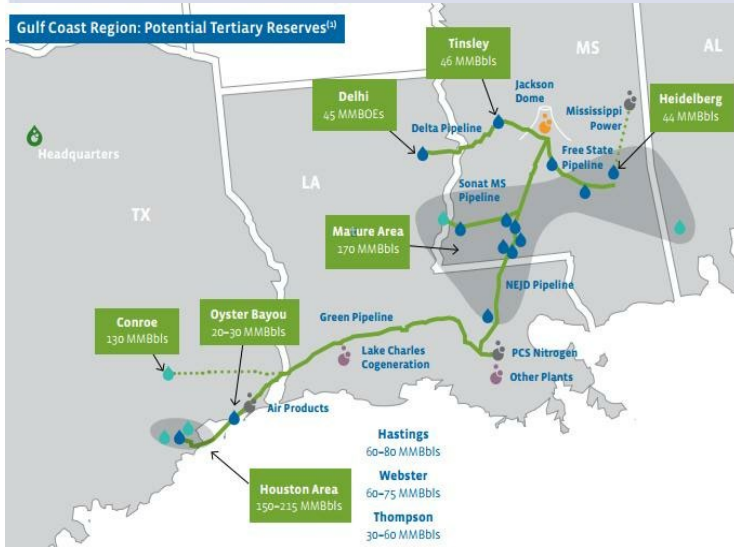 Gulf Coast Region: Potential Tertiary Reserves(1)
MS
AL
Tinsley
46 MMBbls
Jackson
Dome
Mississippi
Power
Heidelberg
44 MMBbls
Delhi
45 MMBOEs
Delta Pipeline
Free State
Pipeline
Headquarters
LA
Sonat MS
Pipeline
TX
Mature Area
170 MMBbls
NEJD Pipeline
Oyster Bayou
20–30 MMBbls
Green Pipeline
Conroe
130 MMBbls
Lake Charles
Cogeneration
PCS Nitrogen
Other Plants
Air Products
Hastings
60–80 MMBbls
Webster
60–75 MMBbls
Thompson
30–60 MMBbls
Houston Area
150–215 MMBbls